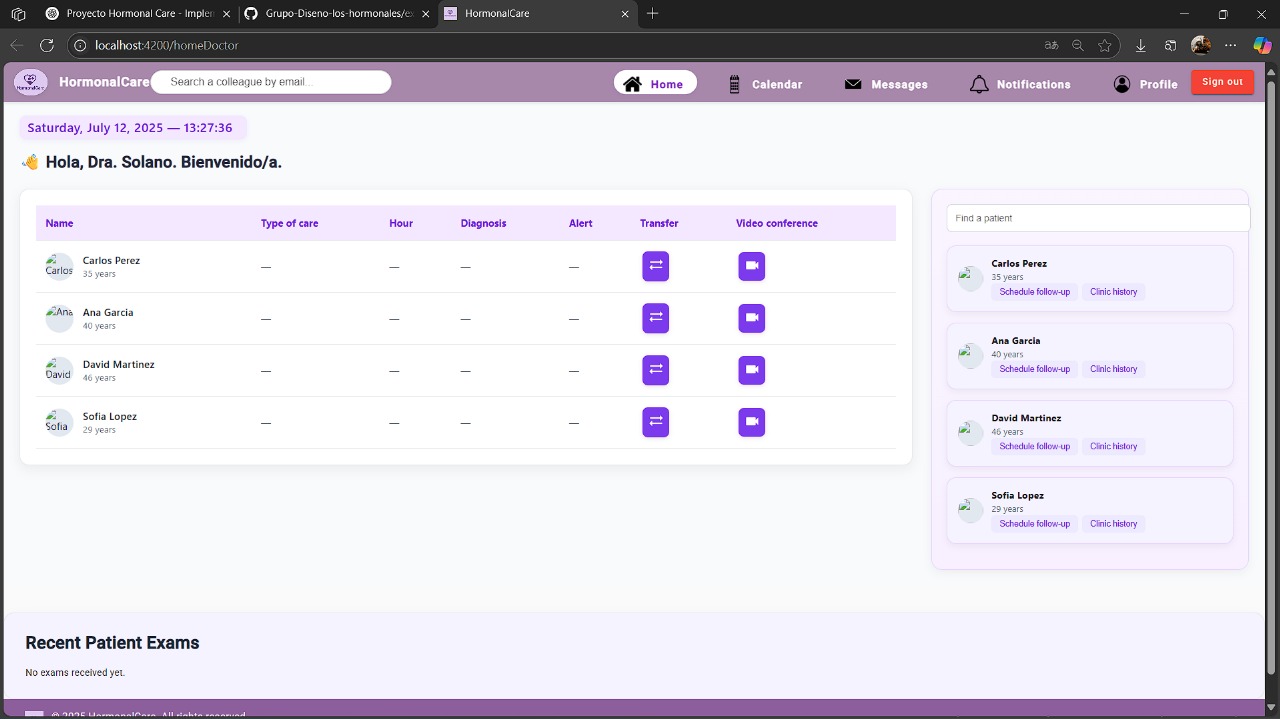 Proyecto Hormonal Care - Implem
Grupo-Diseno-los-hormonales/ex
HormonalCare
localhost:4200/homeDoctor
HormonalCare
HormonalCare
Search a colleague by email...
Home
Calendar
Messages
Notifications
Profile
Sign out
Saturday, July 12, 2025 — 13:27:36
Hola, Dra. Solano. Bienvenido/a.
Name Type of care Hour Diagnosis Alert Transfer Video conference
Carlos
Carlos Perez
35 years
— — — —
Ana
Ana Garcia
40 years
— — — —
David
David Martinez
46 years
— — — —
Sofia
Sofia Lopez
29 years
— — — —
Find a patient
Carlos Perez
35 years
Schedule follow-up Clinic history
Ana Garcia
40 years
Schedule follow-up Clinic history
David Martinez
46 years
Schedule follow-up Clinic history
Sofia Lopez
29 years
Schedule follow-up Clinic history
Recent Patient Exams
No exams received yet.
© 2025 HormonalCare. All rights reserved